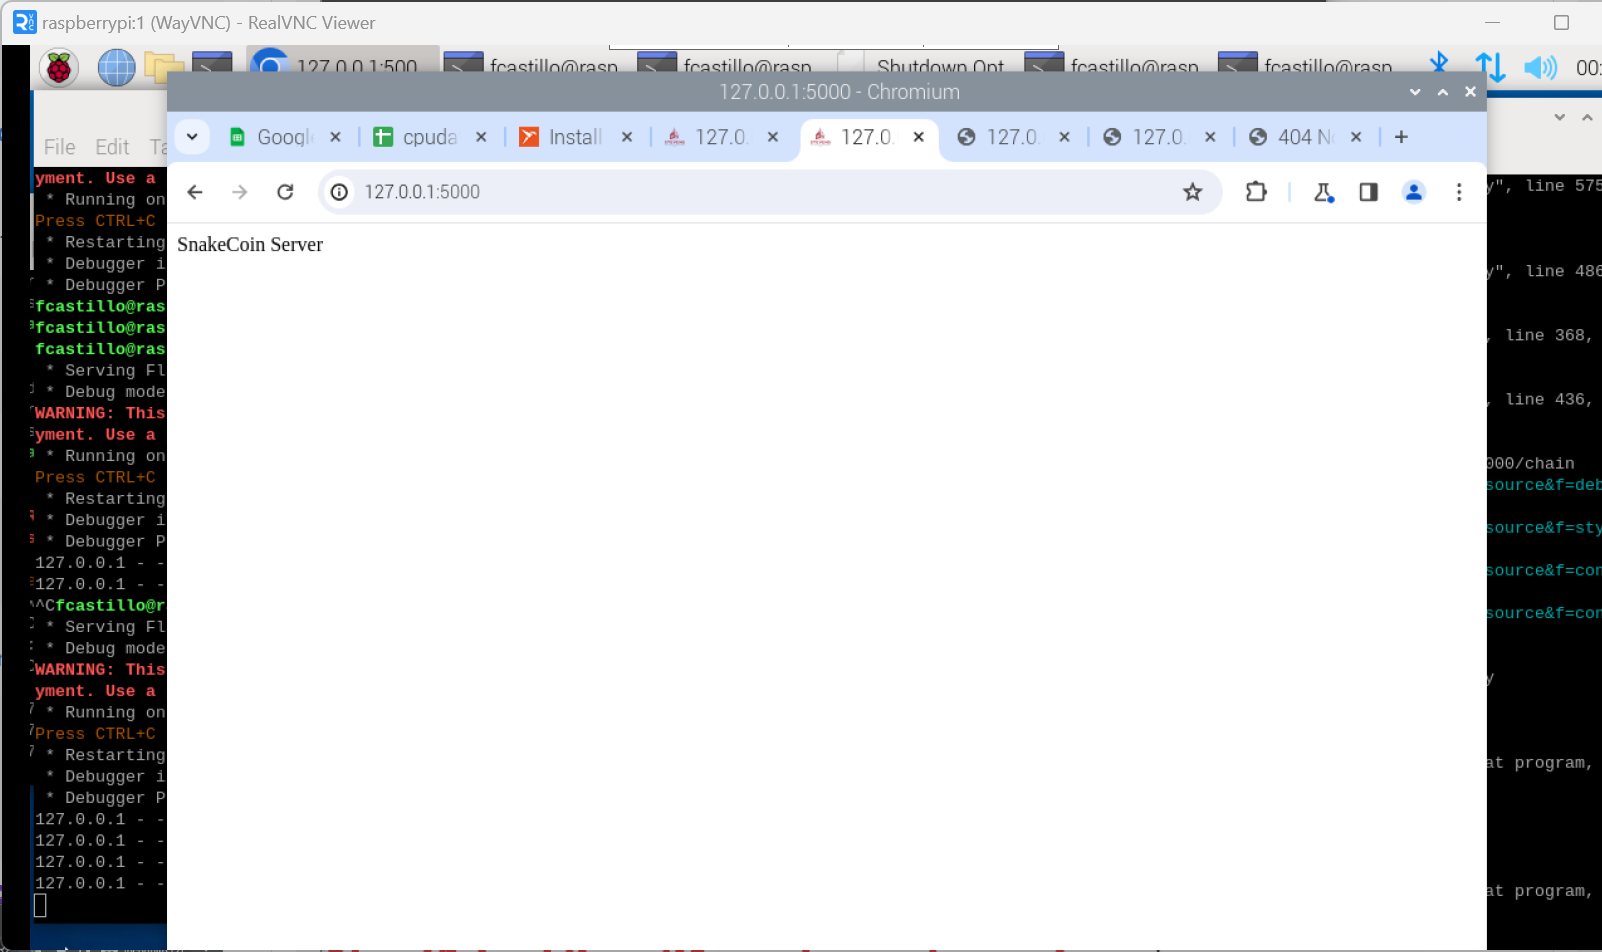 raspberrypi:1 (WayVNC) - RealVNC Viewer
127.0.0.1:500
fcastillo@rasp
fcastillo@rasp
Shutdown Opt
fcastillo@rasp
fcastillo@rasp
00:
127.0.0.1:5000 - Chromium
File Edit Ta
Google
cpuda
Install
127.0.
127.0.
127.0.
127.0.
404 No
127.0.0.1:5000
SnakeCoin Server
yment. Use a
* Running on
Press CTRL+C
* Restarting
* Debugger i
* Debugger P
fcastillo@ras
fcastillo@ras
fcastillo@ras
* Serving Fl
* Debug mode
WARNING: This
yment. Use a
* Running on
Press CTRL+C
* Restarting
* Debugger i
* Debugger P
127.0.0.1 - -
127.0.0.1 - -
^^Cfcastillo@r
* Serving Fl
* Debug mode
WARNING: This
yment. Use a
* Running on
Press CTRL+C
* Restarting
* Debugger i
* Debugger P
127.0.0.1 - -
127.0.0.1 - -
127.0.0.1 - -
127.0.0.1 - -
y", line 575
y", line 486
, line 368,
, line 436,
000/chain
source&f=deb
source&f=sty
source&f=con
source&f=con
y
at program,
at program,